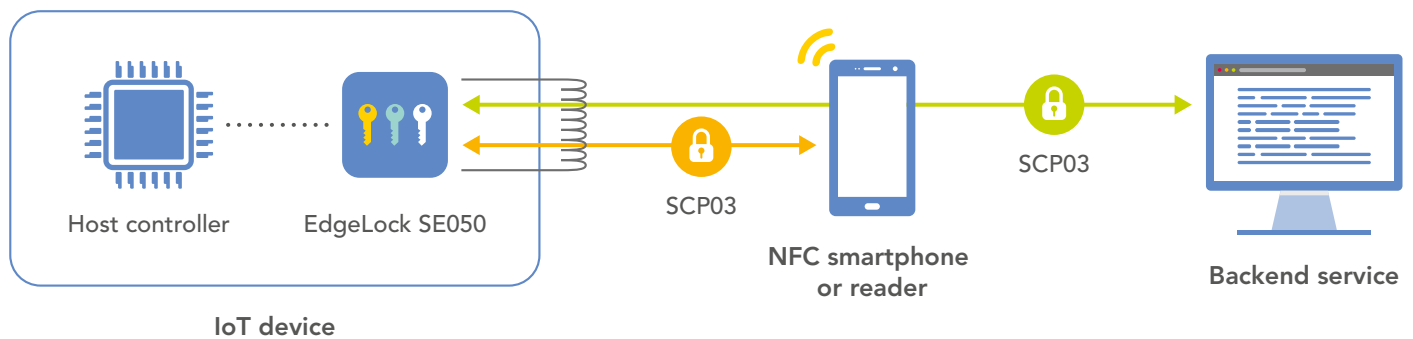 Host controller
EdgeLock SE050
IoT device
SCP03
NFC smartphone
or reader
SCP03
Backend service